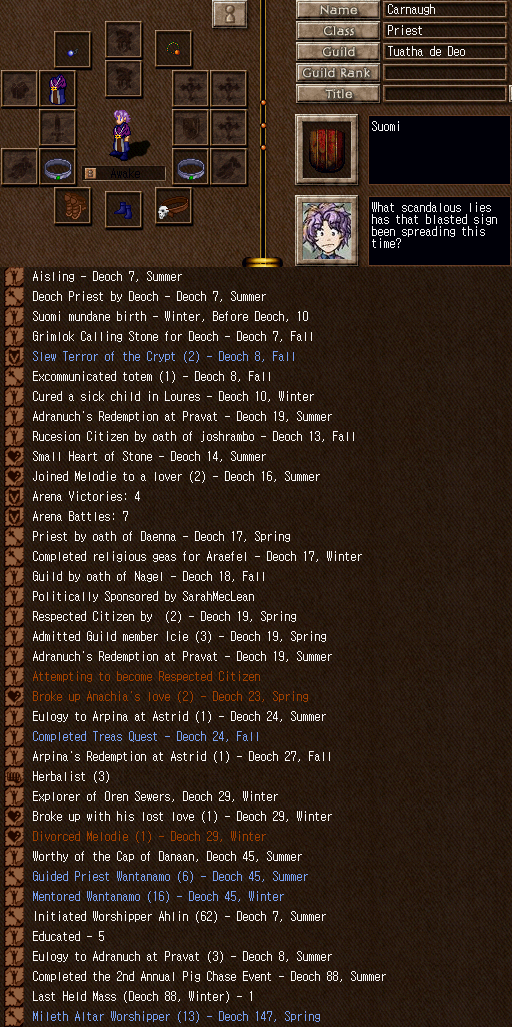 Name Carnaugh
Class Priest
Guild Tuatha de Deo
Guild Rank
Title
Suomi
Awake
What scandalous lies
has that blasted sign
been spreading this
time?
Aisling - Deoch 7, Summer
Deoch Priest by Deoch - Deoch 7, Summer
Suomi mundane birth - Winter, Before Deoch, 10
Grimlok Calling Stone for Deoch - Deoch 7, Fall
Slew Terror of the Crypt (2) - Deoch 8, Fall
Excommunicated totem (1) - Deoch 8, Fall
Cured a sick child in Loures - Deoch 10, Winter
Adranuch's Redemption at Pravat - Deoch 19, Summer
Rucesion Citizen by oath of joshrambo - Deoch 13, Fall
Small Heart of Stone - Deoch 14, Summer
Joined Melodie to a lover (2) - Deoch 16, Summer
Arena Victories: 4
Arena Battles: 7
Priest by oath of Daenna - Deoch 17, Spring
Completed religious geas for Araefel - Deoch 17, Winter
Guild by oath of Nagel - Deoch 18, Fall
Politically Sponsored by SarahMcLean
Respected Citizen by  (2) - Deoch 19, Spring
Admitted Guild member Icie (3) - Deoch 19, Spring
Adranuch's Redemption at Pravat - Deoch 19, Summer
Attempting to become Respected Citizen
Broke up Anachia's love (2) - Deoch 23, Spring
Eulogy to Arpina at Astrid (1) - Deoch 24, Summer
Completed Treas Quest - Deoch 24, Fall
Arpina's Redemption at Astrid (1) - Deoch 27, Fall
Herbalist (3)
Explorer of Oren Sewers, Deoch 29, Winter
Broke up with his lost love (1) - Deoch 29, Winter
Divorced Melodie (1) - Deoch 29, Winter
Worthy of the Cap of Danaan, Deoch 45, Summer
Guided Priest Wantanamo (6) - Deoch 45, Summer
Mentored Wantanamo (16) - Deoch 45, Winter
Initiated Worshipper Ahlin (62) - Deoch 7, Summer
Educated - 5
Eulogy to Adranuch at Pravat (3) - Deoch 8, Summer
Completed the 2nd Annual Pig Chase Event - Deoch 88, Summer
Last Held Mass (Deoch 88, Winter) - 1
Mileth Altar Worshipper (13) - Deoch 147, Spring